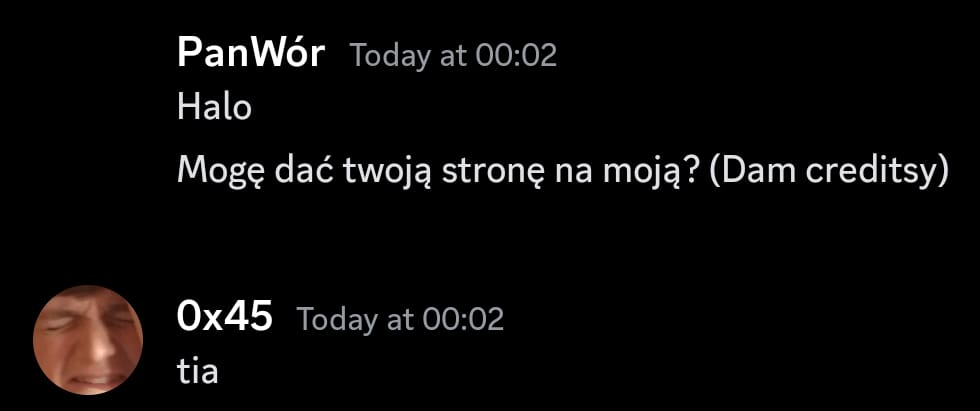 PanWór Today at 00:02
Halo
Mogę dać twoją stronę na moją? (Dam creditsy)
0x45 Today at 00:02
tia